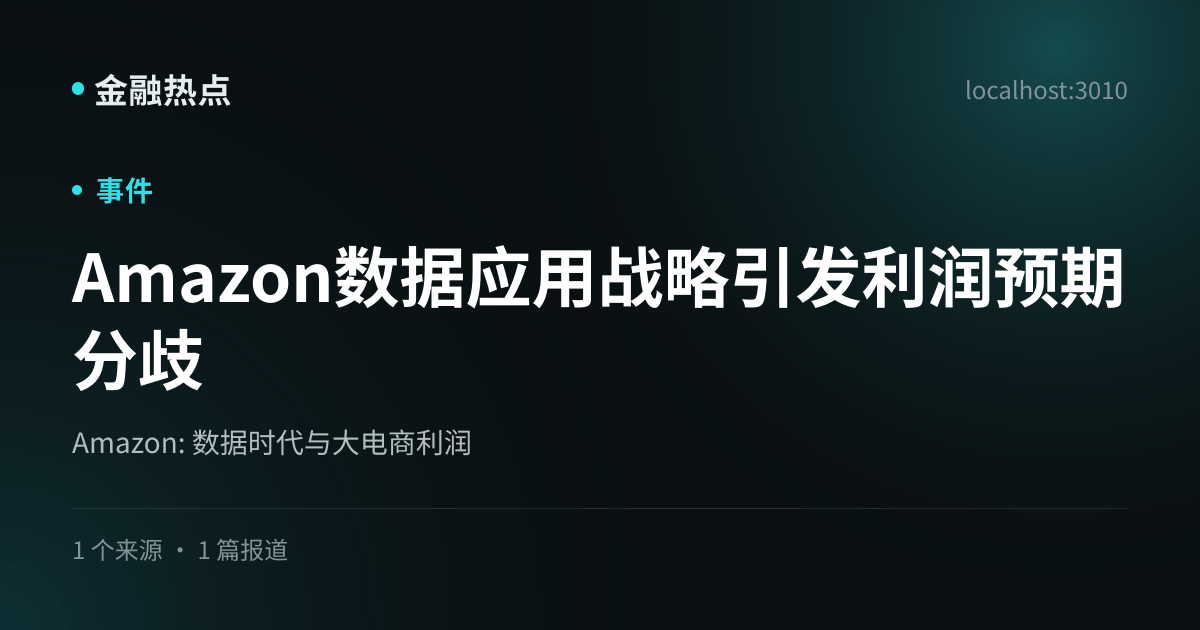 金融热点
localhost:3010
事件
Amazon数据应用战略引发利润预期
分歧
Amazon: 数据时代与大电商利润
1 个来源 · 1 篇报道